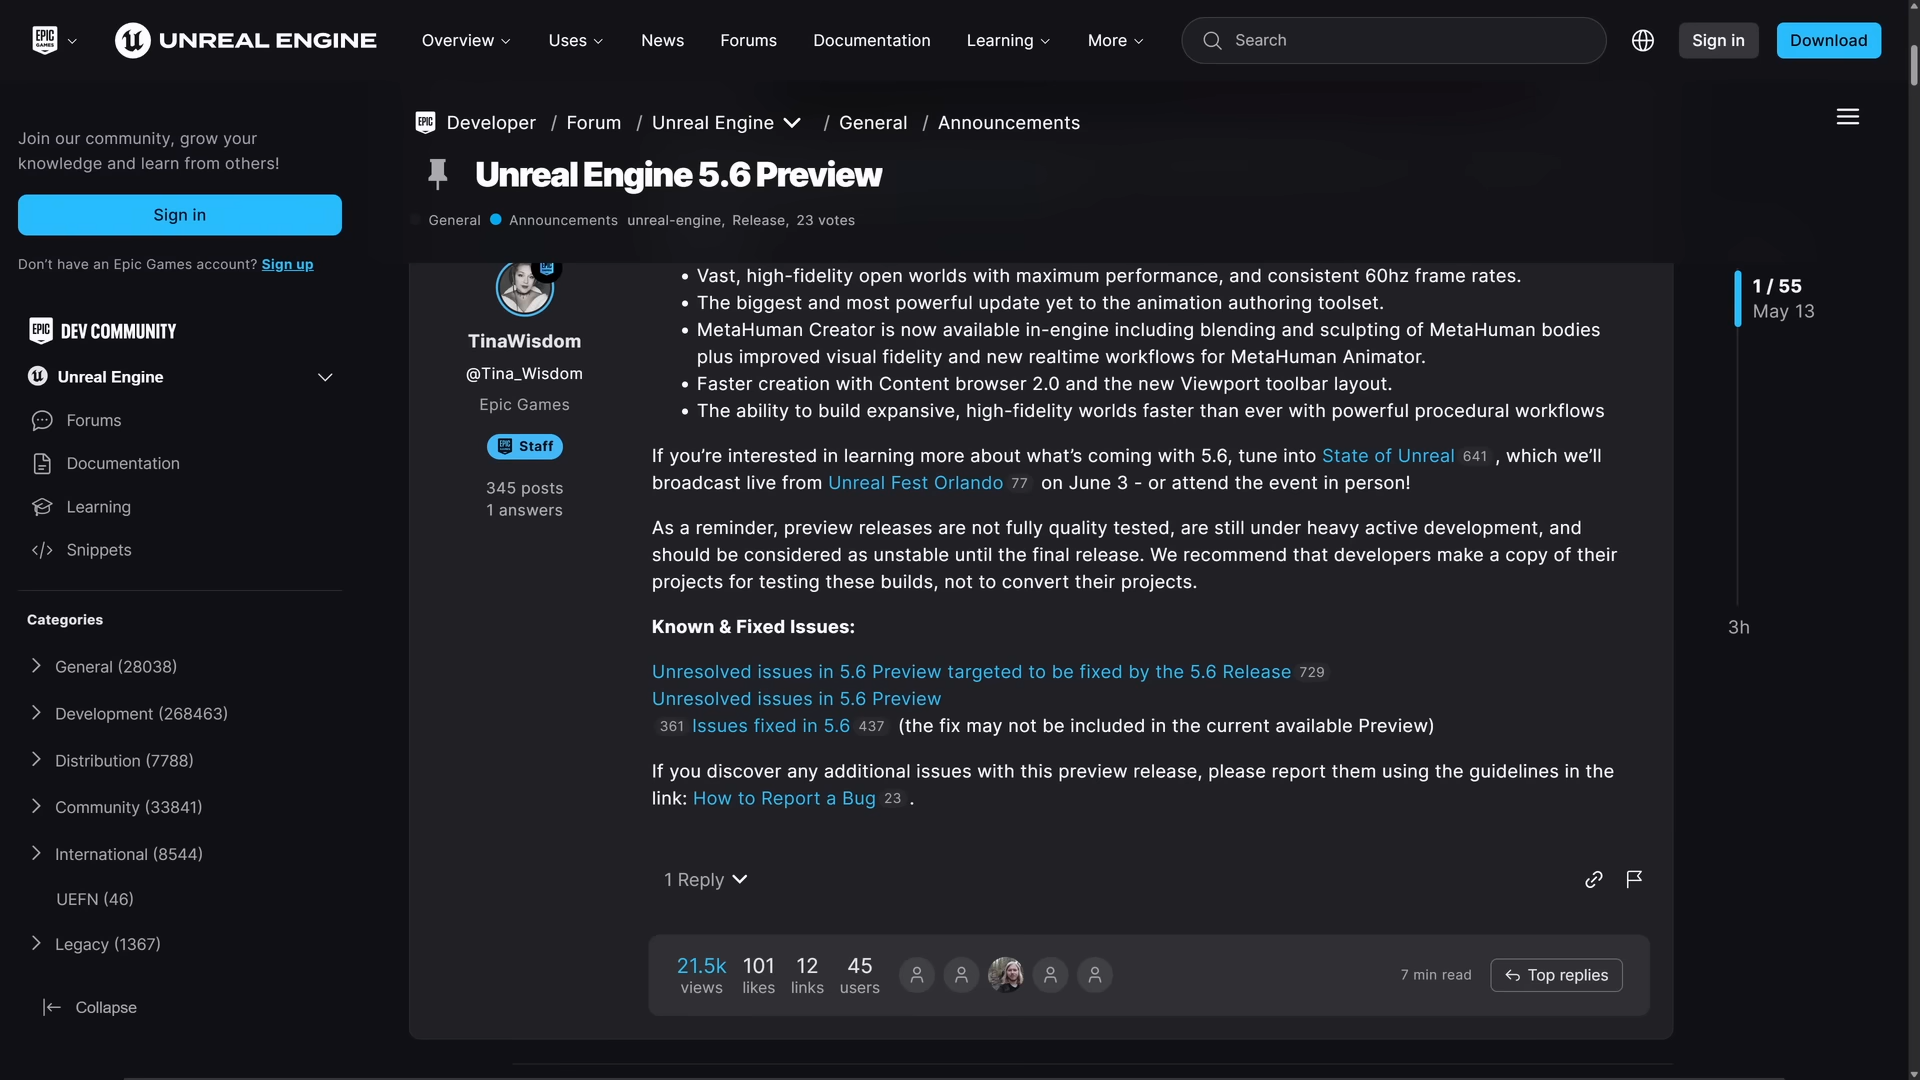 EPIC GAMES
UNREAL ENGINE
Overview
Uses
News
Forums
Documentation
Learning
More
Search
Sign in
Download
Join our community, grow your
knowledge and learn from others!
Sign in
Don't have an Epic Games account? Sign up
EPIC DEV COMMUNITY
Unreal Engine
Forums
Documentation
Learning
Snippets
Categories
General (28038)
Development (268463)
Distribution (7788)
Community (33841)
International (8544)
UEFN (46)
Legacy (1367)
Collapse
EPIC Developer / Forum / Unreal Engine / General / Announcements
Unreal Engine 5.6 Preview
General Announcements unreal-engine, Release, 23 votes
TinaWisdom
@Tina_Wisdom
Epic Games
Staff
345 posts
1 answers
• Vast, high-fidelity open worlds with maximum performance, and consistent 60hz frame rates.
• The biggest and most powerful update yet to the animation authoring toolset.
• MetaHuman Creator is now available in-engine including blending and sculpting of MetaHuman bodies
plus improved visual fidelity and new realtime workflows for MetaHuman Animator.
• Faster creation with Content browser 2.0 and the new Viewport toolbar layout.
• The ability to build expansive, high-fidelity worlds faster than ever with powerful procedural workflows
If you're interested in learning more about what's coming with 5.6, tune into State of Unreal 641 , which we'll
broadcast live from Unreal Fest Orlando 77 on June 3 - or attend the event in person!
As a reminder, preview releases are not fully quality tested, are still under heavy active development, and
should be considered as unstable until the final release. We recommend that developers make a copy of their
projects for testing these builds, not to convert their projects.
Known & Fixed Issues:
Unresolved issues in 5.6 Preview targeted to be fixed by the 5.6 Release 729
Unresolved issues in 5.6 Preview
361 Issues fixed in 5.6 437 (the fix may not be included in the current available Preview)
If you discover any additional issues with this preview release, please report them using the guidelines in the
link: How to Report a Bug 23 .
1 Reply
21.5k 101 12 45
views likes links users
7 min read
Top replies
1 / 55
May 13
3h